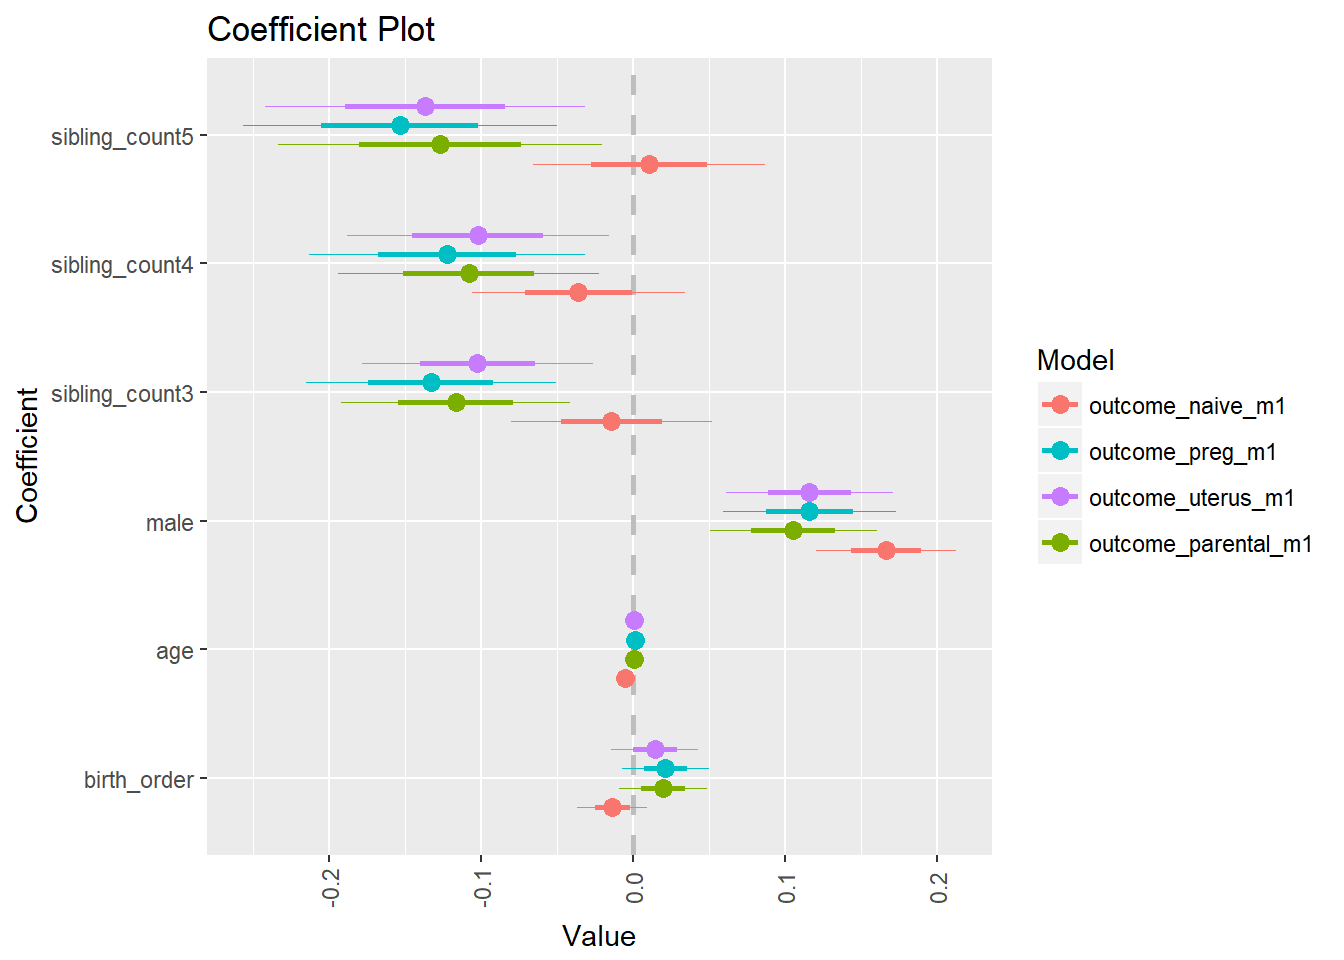 Coefficient Plot
Coefficient
sibling_count5
sibling_count4
sibling_count3
male
age
birth_order
-0.2
-0.1
0.0
0.1
0.2
Value
Model
outcome_naive_m1
outcome_preg_m1
outcome_uterus_m1
outcome_parental_m1